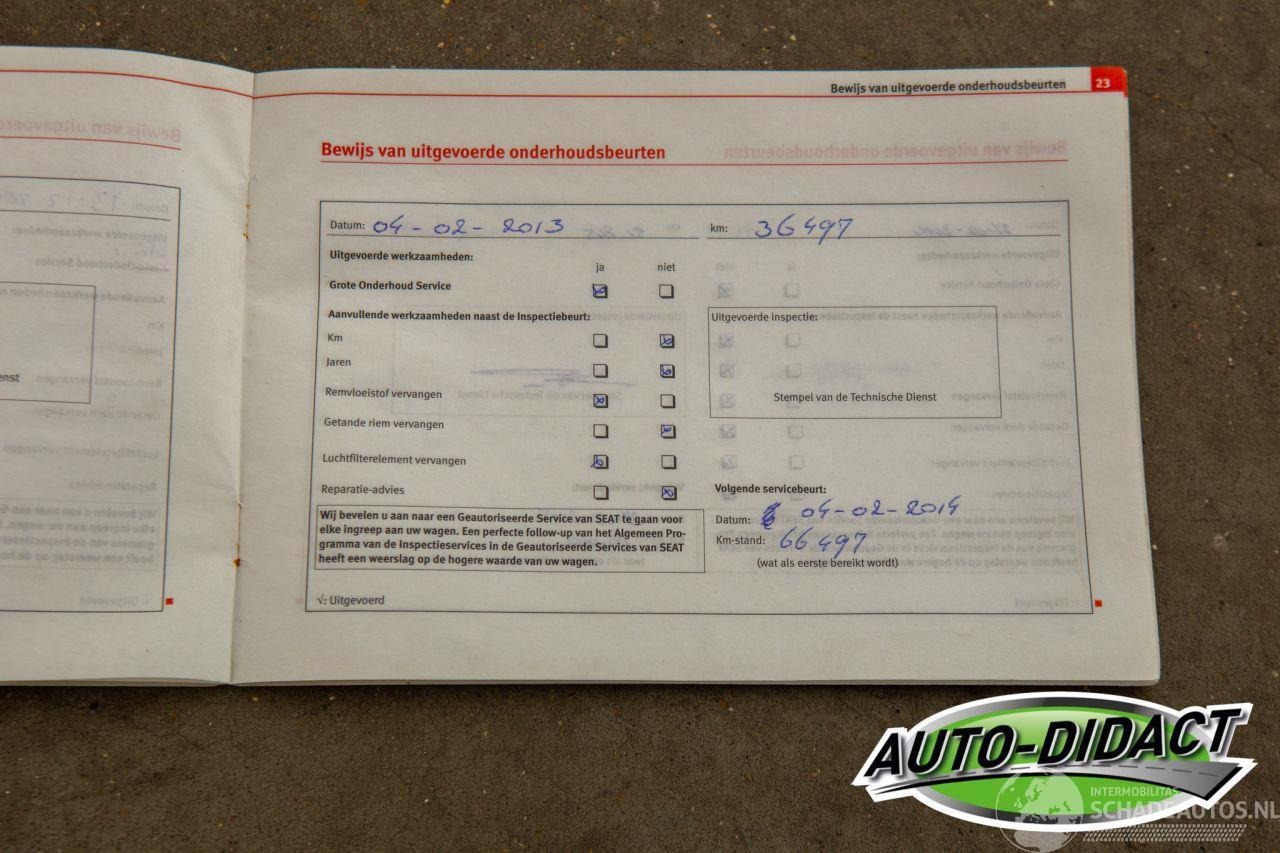 Bewijs van uitgevoerde onderhoudsbeurten 23
Bewijs van uitgevoerde onderhoudsbeurten
Datum: 04-02-2013 km: 36497
Uitgevoerde werkzaamheden:
ja niet
Grote Onderhoud Service
Aanvullende werkzaamheden naast de Inspectiebeurt:
Uitgevoerde inspectie:
Km
Jaren
Remvloeistof vervangen
Stempel van de Technische Dienst
Getande riem vervangen
Luchtfilterelement vervangen
Reparatie-advies
Volgende servicebeurt:
Datum: 04-02-2014
Km-stand: 66497
(wat als eerste bereikt wordt)
Wij bevelen u aan naar een Geautoriseerde Service van SEAT te gaan voor
elke ingreep aan uw wagen. Een perfecte follow-up van het Algemeen Pro-
gramma van de Inspectieservices in de Geautoriseerde Services van SEAT
heeft een weerslag op de hogere waarde van uw wagen.
√: Uitgevoerd
enst
AUTO-DIDACT
INTERMOBILITAS
SCHADEAUTOS.NL